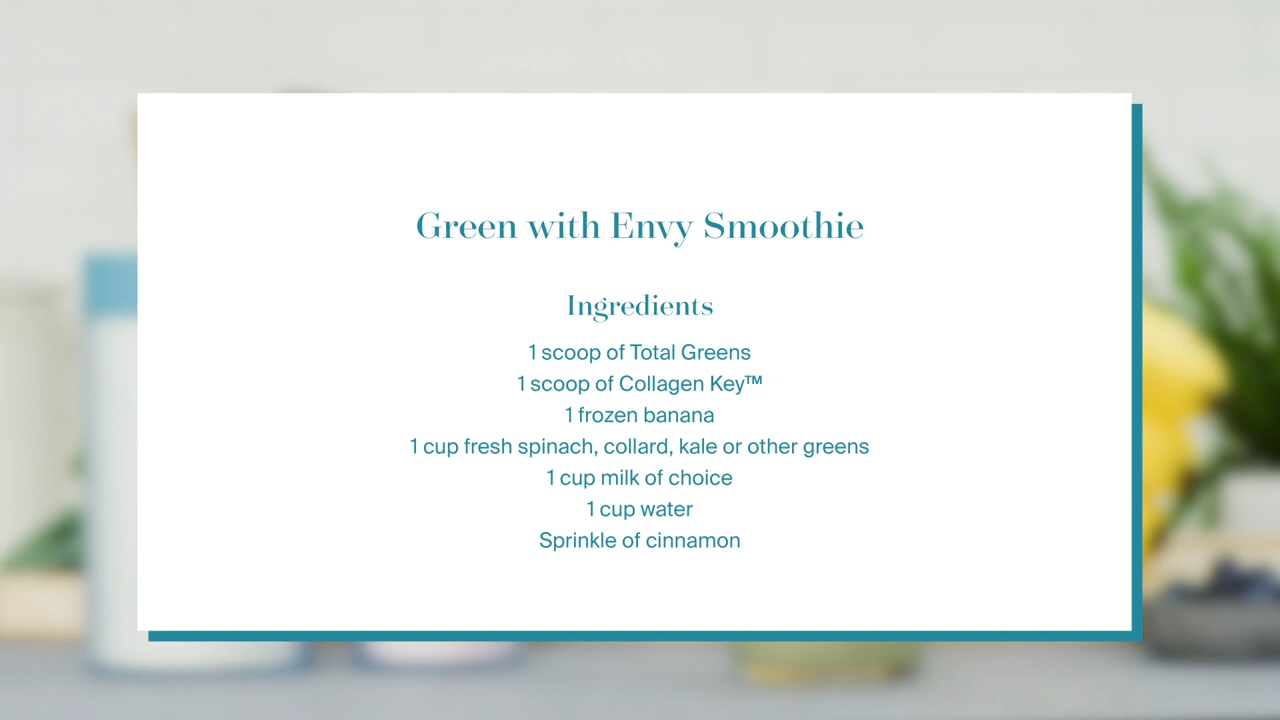 Green with Envy Smoothie
Ingredients
1 scoop of Total Greens
1 scoop of Collagen Key™
1 frozen banana
1 cup fresh spinach, collard, kale or other greens
1 cup milk of choice
1 cup water
Sprinkle of cinnamon